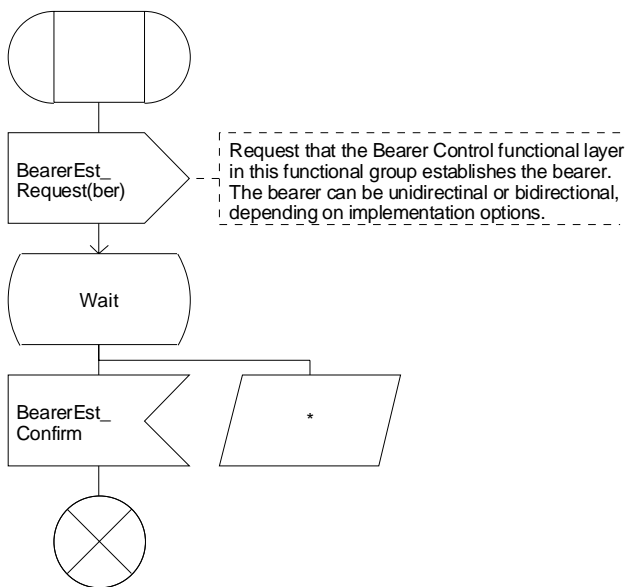 BearerEst_
Request(ber)
Request that the Bearer Control functional layer
in this functional group establishes the bearer.
The bearer can be unidirectinal or bidirectional,
depending on implementation options.
Wait
BearerEst_
Confirm
*